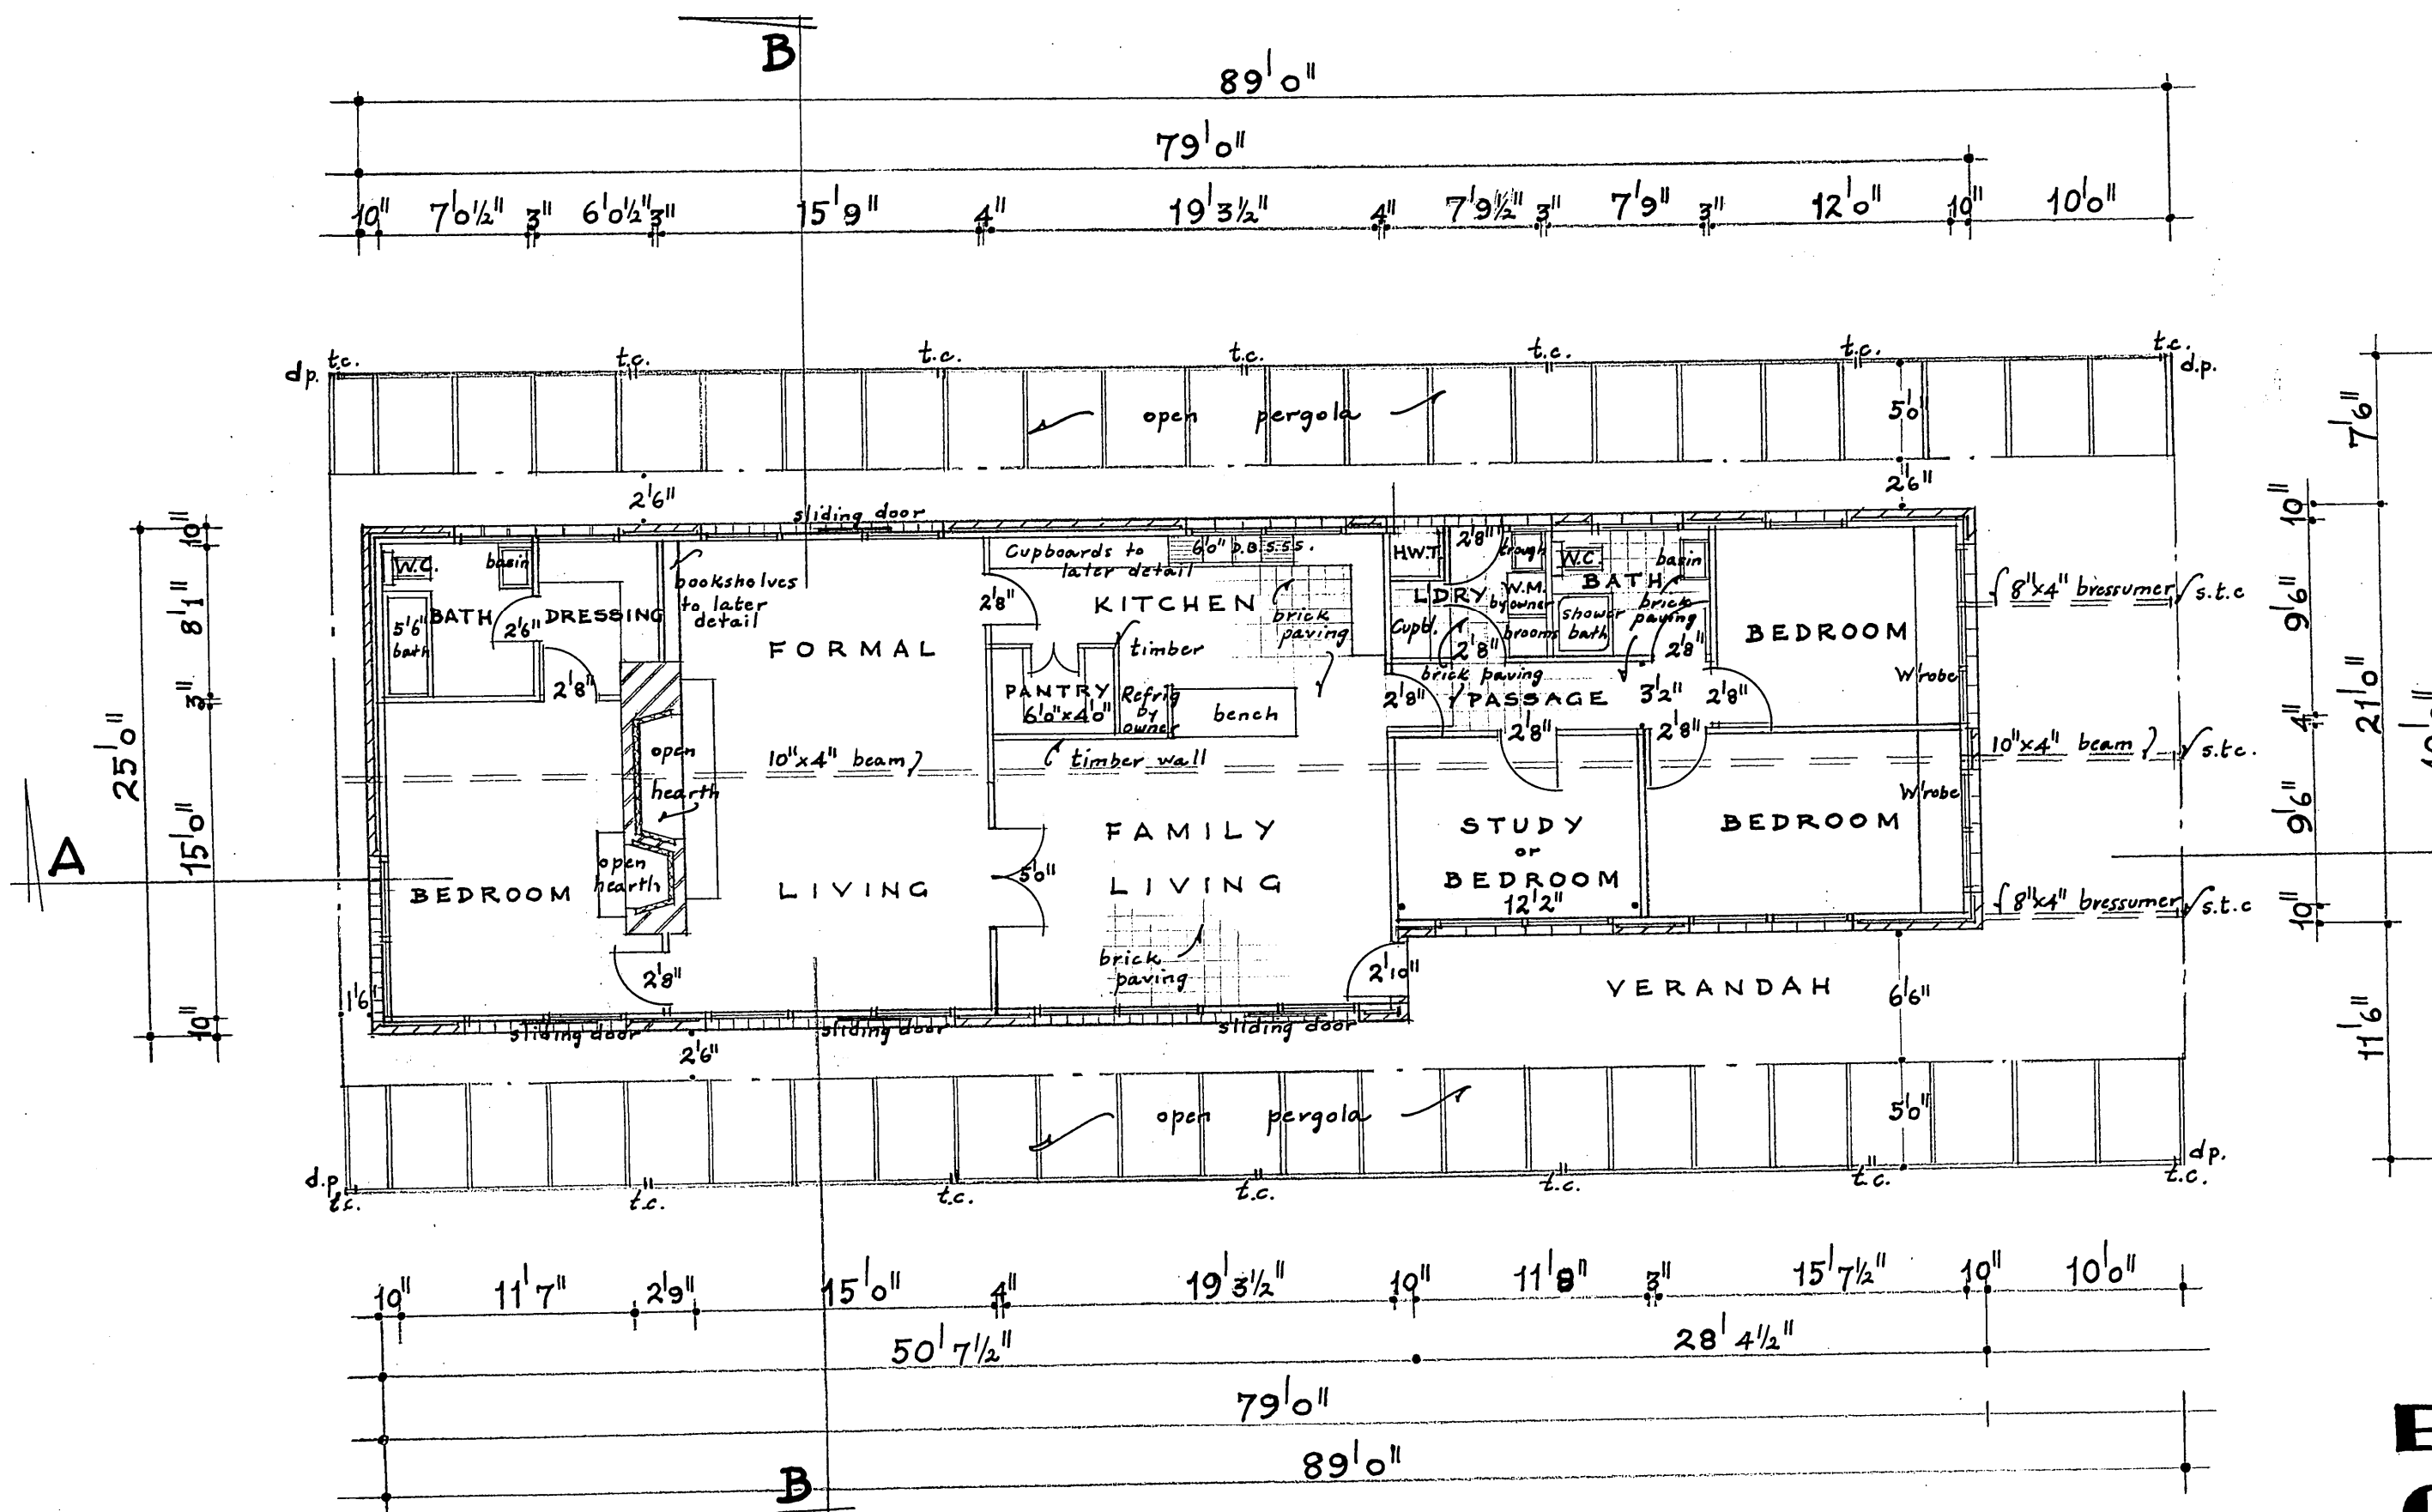 B
89'0"
79'0"
10" 7'0½" 3" 6'0½" 3" 15'9" 4" 19'3½" 4" 7'9½" 3" 7'9" 3" 12'0" 10" 10'0"
t.c. t.c. t.c. t.c. t.c. t.c. t.c.
d.p. d.p.
open pergola
5'0"
7'6"
2'6" 2'6"
sliding door
10" 10"
W.C. basin
Cupboards to later detail
6'0" D.B. S.S.S.
HWT 2'8" trough
W.C. basin
BATH
5'6" bath
BATH 2'6" DRESSING
bookshelves
to later
detail
2'8"
KITCHEN
brick
paving
L'DRY
W.M.
by owner
Cupbd. brooms
shower
bath
brick
paving
2'8" 2'8"
8"x4" bressumer s.t.c
8'1" 9'6"
FORMAL
timber
BEDROOM
W'robe
2'8"
PANTRY
6'0"x4'0"
Refrig
by
owner
bench
brick paving
2'8" PASSAGE 3'2" 2'8"
2'8" 2'8"
3" 4"
25'0" 21'0"
open
hearth
10"x4" beam
timber wall
10"x4" beam s.t.c.
W'robe
15'0" 9'6"
FAMILY
STUDY
or
BEDROOM
12'2"
BEDROOM
A
open
hearth
BEDROOM
LIVING
5'0"
LIVING
8"x4" bressumer s.t.c
10"
brick
paving
2'8"
2'10"
VERANDAH
6'6"
1'6"
10"
11'6"
sliding door sliding door sliding door
2'6"
open pergola
5'0"
d.p. d.p.
t.c. t.c. t.c. t.c. t.c. t.c. t.c.
10" 11'7" 2'9" 15'0" 4" 19'3½" 10" 11'8" 3" 15'7½" 10" 10'0"
50'7½" 28'4½"
79'0"
89'0"
B